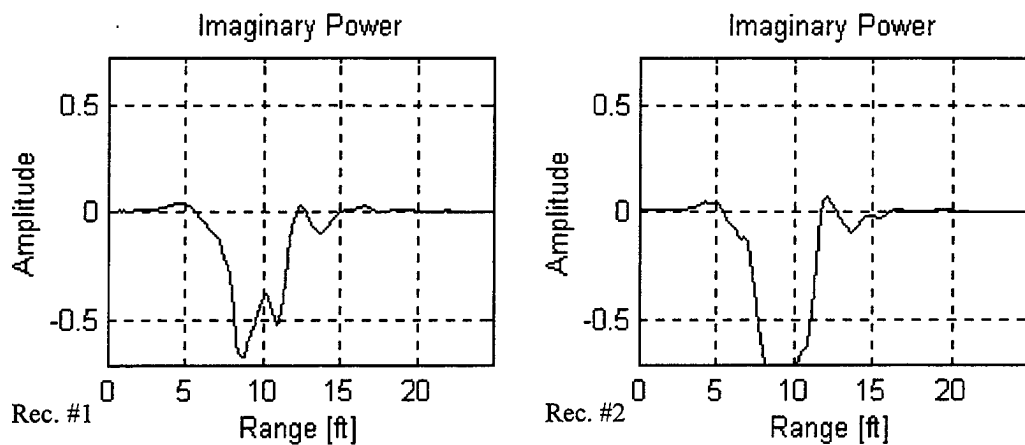 Imaginary Power
0.5
0
-0.5
Amplitude
0 5 10 15 20
Range [ft]
Rec. #1
Imaginary Power
0.5
0
-0.5
Amplitude
0 5 10 15 20
Range [ft]
Rec. #2